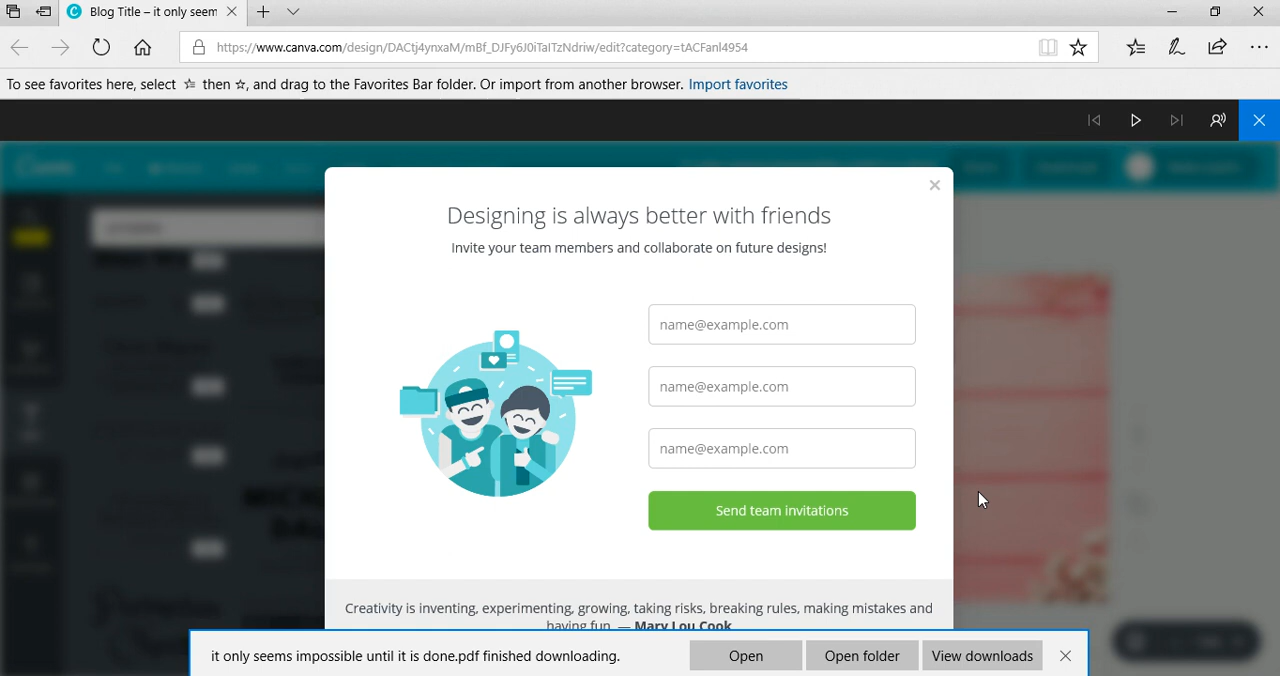 Blog Title – it only seem
https://www.canva.com/design/DACtj4ynxaM/mBf_DJFy6J0iTaITzNdriw/edit?category=tACFanl4954
To see favorites here, select then ☆, and drag to the Favorites Bar folder. Or import from another browser. Import favorites
Canva
Designing is always better with friends
Invite your team members and collaborate on future designs!
name@example.com
name@example.com
name@example.com
Send team invitations
Creativity is inventing, experimenting, growing, taking risks, breaking rules, making mistakes and
having fun. — Mary Lou Cook
it only seems impossible until it is done.pdf finished downloading. Open Open folder View downloads